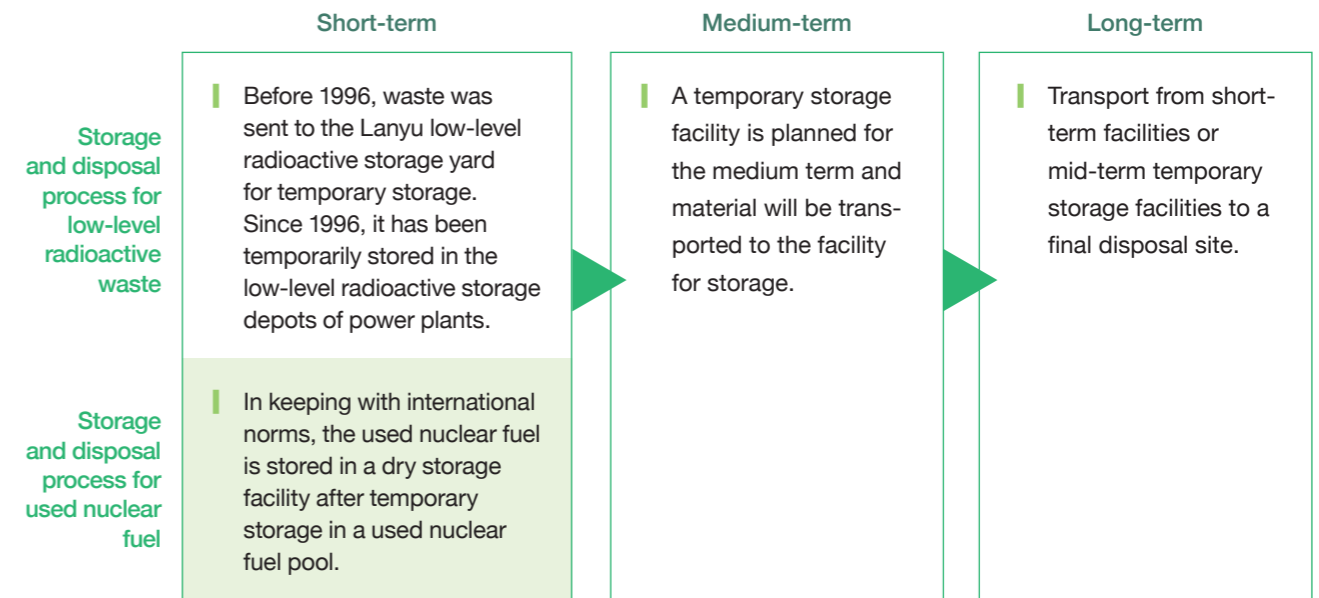 Short-term
Medium-term
Long-term
Storage
and disposal
process for
low-level
radioactive
waste
Before 1996, waste was
sent to the Lanyu low-level
radioactive storage yard
for temporary storage.
Since 1996, it has been
temporarily stored in the
low-level radioactive storage
depots of power plants.
A temporary storage
facility is planned for
the medium term and
material will be trans-
ported to the facility
for storage.
Transport from short-
term facilities or
mid-term temporary
storage facilities to a
final disposal site.
Storage
and disposal
process for
used nuclear
fuel
In keeping with international
norms, the used nuclear fuel
is stored in a dry storage
facility after temporary
storage in a used nuclear
fuel pool.